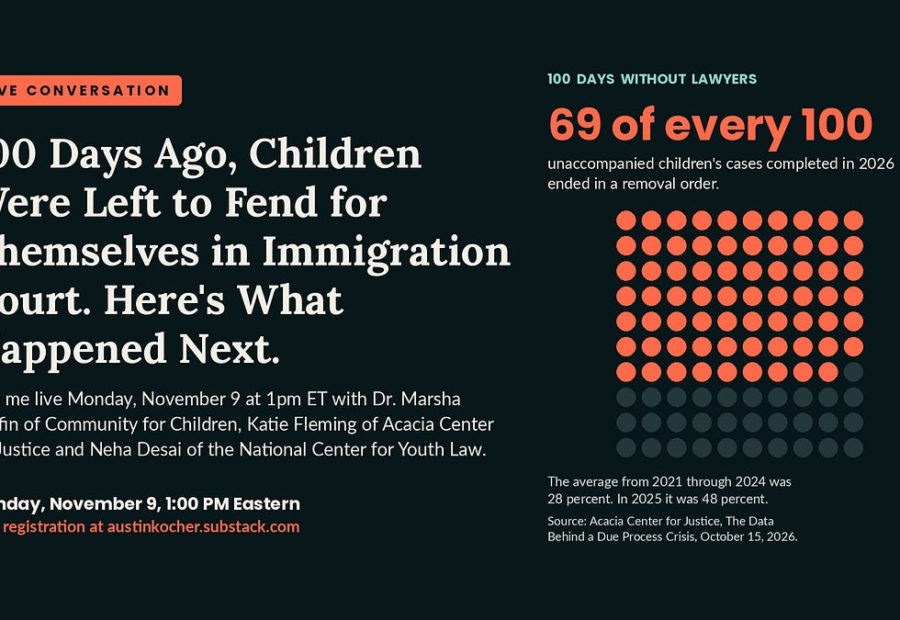 VE CONVERSATION
00 Days Ago, Children
Were Left to Fend for
hemselves in Immigration
ourt. Here's What
appened Next.
me live Monday, November 9 at 1pm ET with Dr. Marsha
fin of Community for Children, Katie Fleming of Acacia Center
Justice and Neha Desai of the National Center for Youth Law.
nday, November 9, 1:00 PM Eastern
registration at austinkocher.substack.com
100 DAYS WITHOUT LAWYERS
69 of every 100
unaccompanied children's cases completed in 2026
ended in a removal order.
The average from 2021 through 2024 was
28 percent. In 2025 it was 48 percent.
Source: Acacia Center for Justice, The Data
Behind a Due Process Crisis, October 15, 2026.